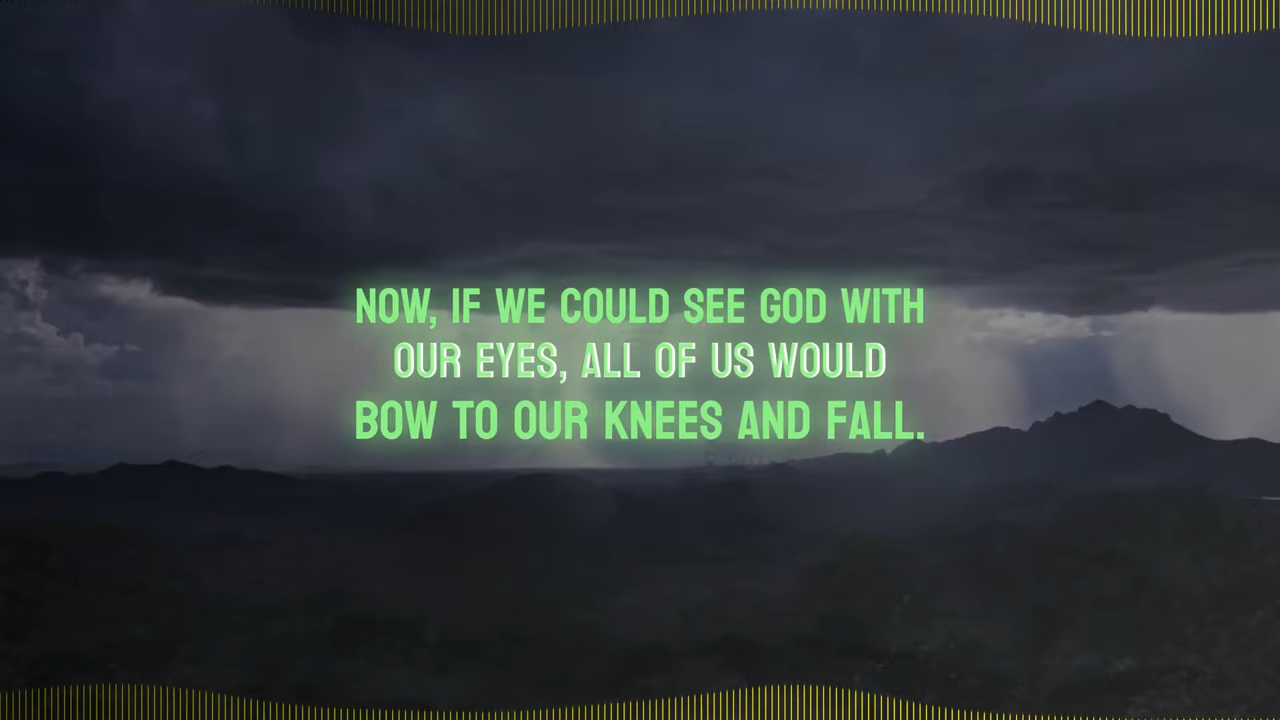 NOW, IF WE COULD SEE GOD WITH
OUR EYES, ALL OF US WOULD
BOW TO OUR KNEES AND FALL.